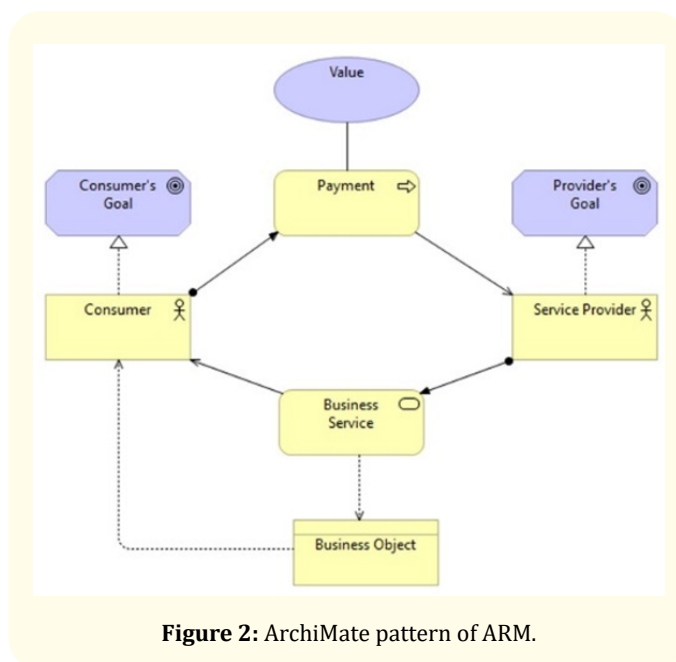 Value
Consumer's
Goal
Payment
Provider's
Goal
Consumer
Service Provider
Business
Service
Business Object
Figure 2: ArchiMate pattern of ARM.